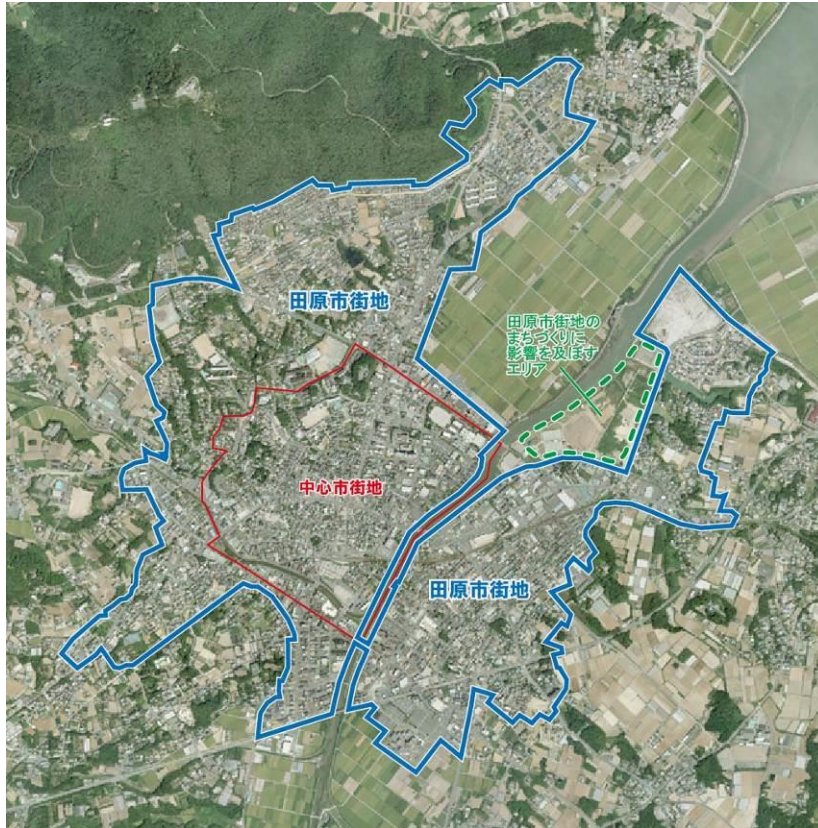 田原市街地
田原市街地の
まちづくりに
影響を及ぼす
エリア
中心市街地
田原市街地